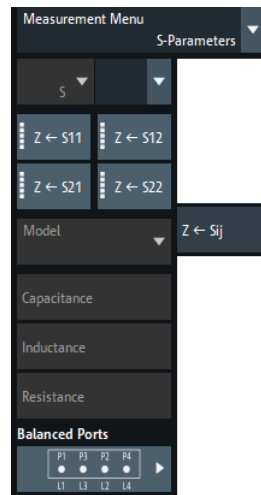 Measurement Menu
S-Parameters
S
Z ← S11 Z ← S12
Z ← S21 Z ← S22
Model
Z ← Sij
Capacitance
Inductance
Resistance
Balanced Ports
P1 P3 P2 P4
L1 L3 L2 L4